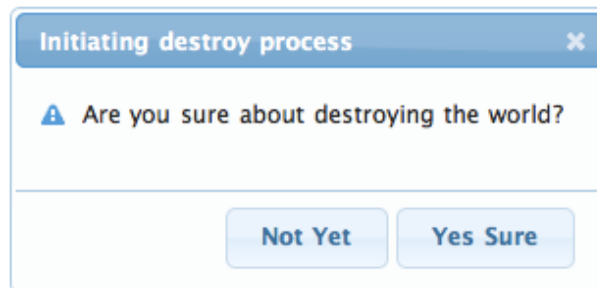 Initiating destroy process
Are you sure about destroying the world?
Not Yet Yes Sure